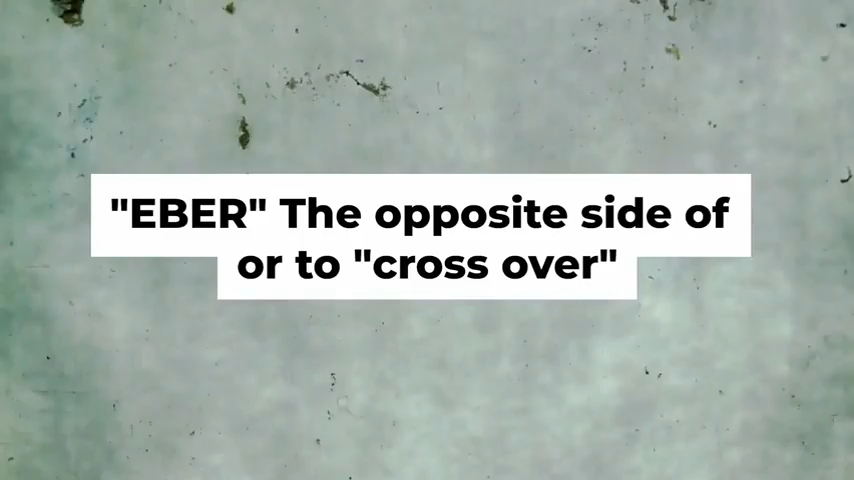 "EBER" The opposite side of
or to "cross over"